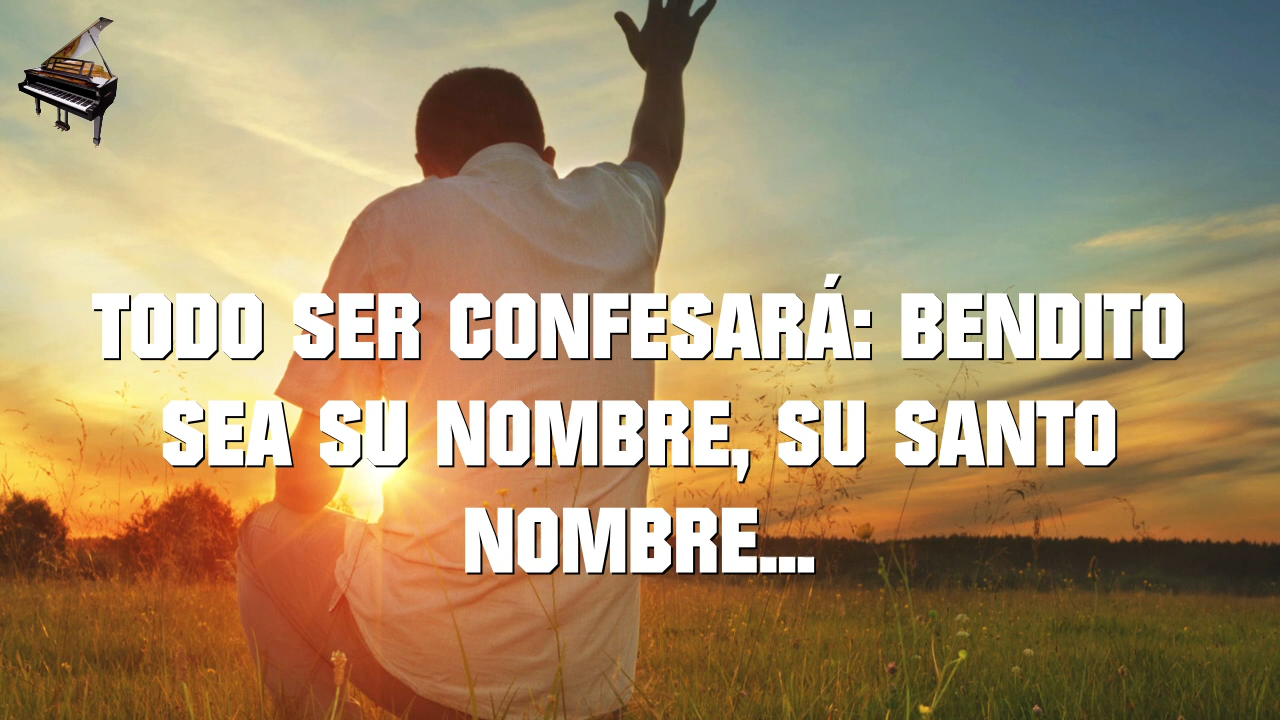 TODO SER CONFESARÁ: BENDITO
SEA SU NOMBRE, SU SANTO
NOMBRE...